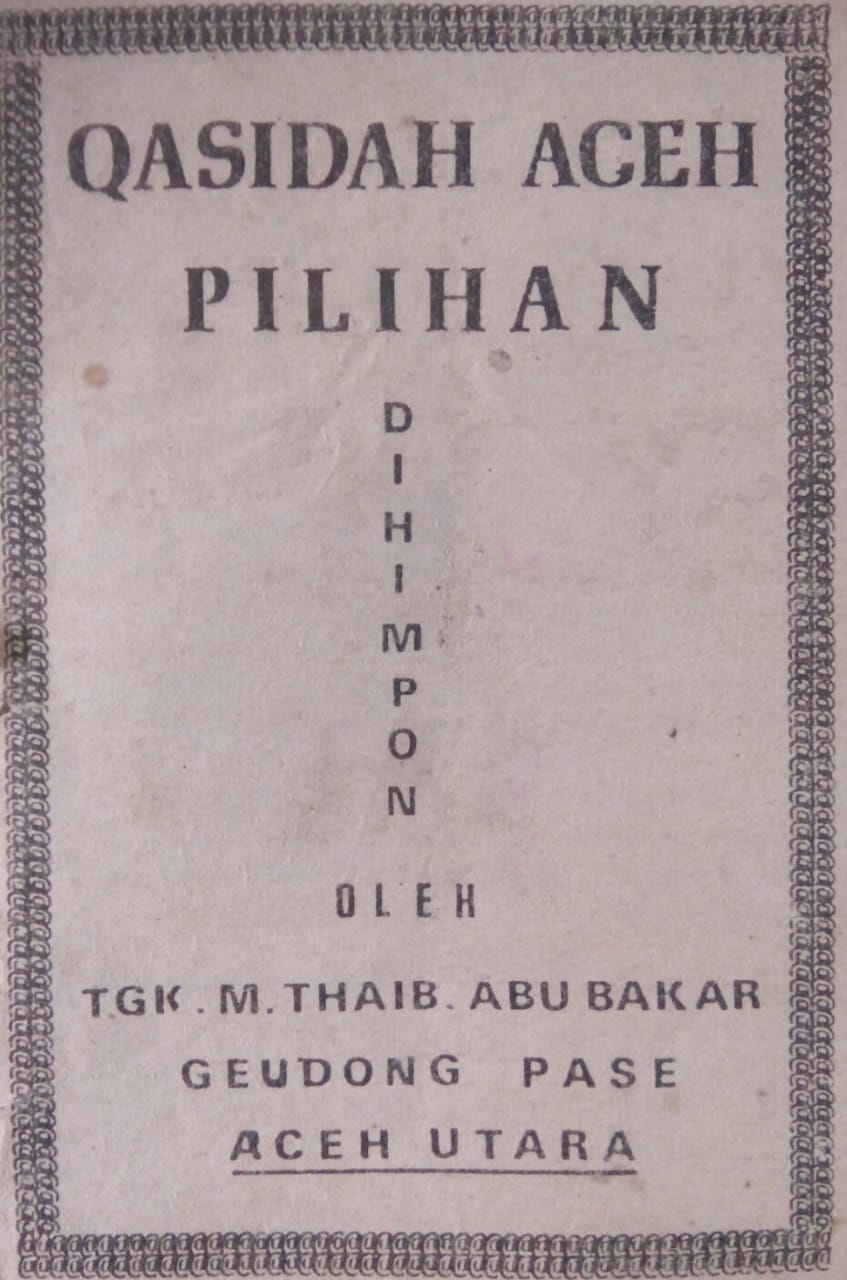 QASIDAH ACEH
PILIHAN
DIHIMPON
OLEH
TGK. M. THAIB. ABU BAKAR
GEUDONG PASE
ACEH UTARA